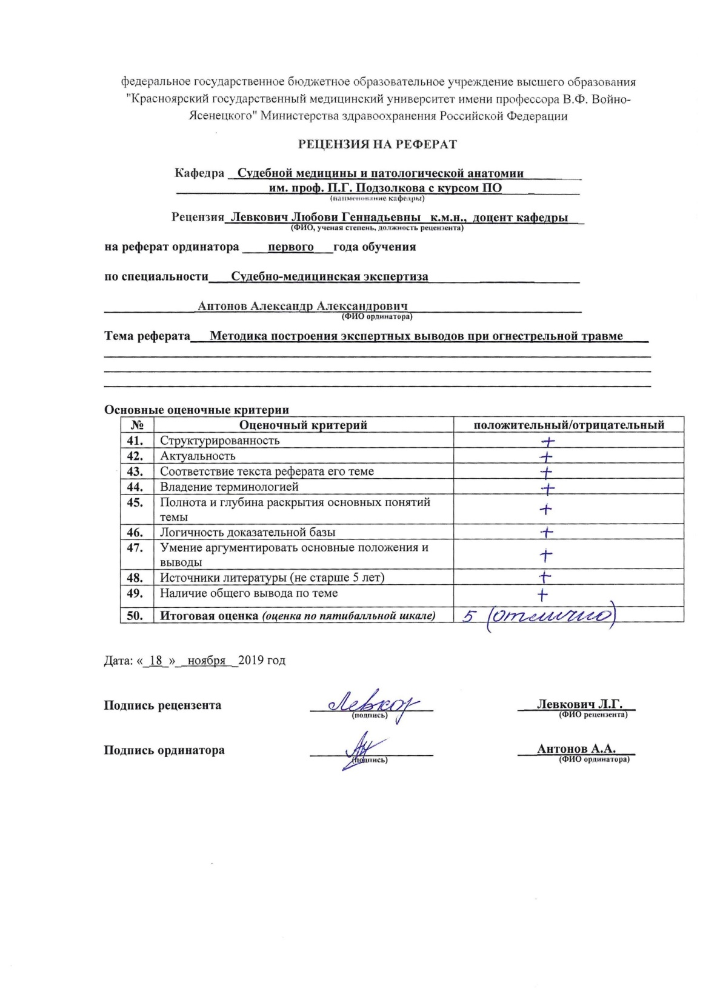 федеральное государственное бюджетное образовательное учреждение высшего образования
"Красноярский государственный медицинский университет имени профессора В.Ф. Войно-
Ясенецкого" Министерства здравоохранения Российской Федерации
РЕЦЕНЗИЯ НА РЕФЕРАТ
Кафедра Судебной медицины и патологической анатомии
им. проф. П.Г. Подзолкова с курсом ПО
(наименование кафедры)
Рецензия Левкович Любови Геннадьевны к.м.н., доцент кафедры
(ФИО, ученая степень, должность рецензента)
на реферат ординатора первого года обучения
по специальности Судебно-медицинская экспертиза
Антонов Александр Александрович
(ФИО ординатора)
Тема реферата Методика построения экспертных выводов при огнестрельной травме
Основные оценочные критерии
№ Оценочный критерий положительный/отрицательный
41. Структурированность +
42. Актуальность +
43. Соответствие текста реферата его теме +
44. Владение терминологией +
45. Полнота и глубина раскрытия основных понятий
темы +
46. Логичность доказательной базы +
47. Умение аргументировать основные положения и
выводы +
48. Источники литературы (не старше 5 лет) +
49. Наличие общего вывода по теме +
50. Итоговая оценка (оценка по пятибалльной шкале) 5 (отлично)
Дата: «_18_»__ноября__2019 год
Подпись рецензента Левкович Л.Г.
(подпись) (ФИО рецензента)
Подпись ординатора Антонов А.А.
(подпись) (ФИО ординатора)